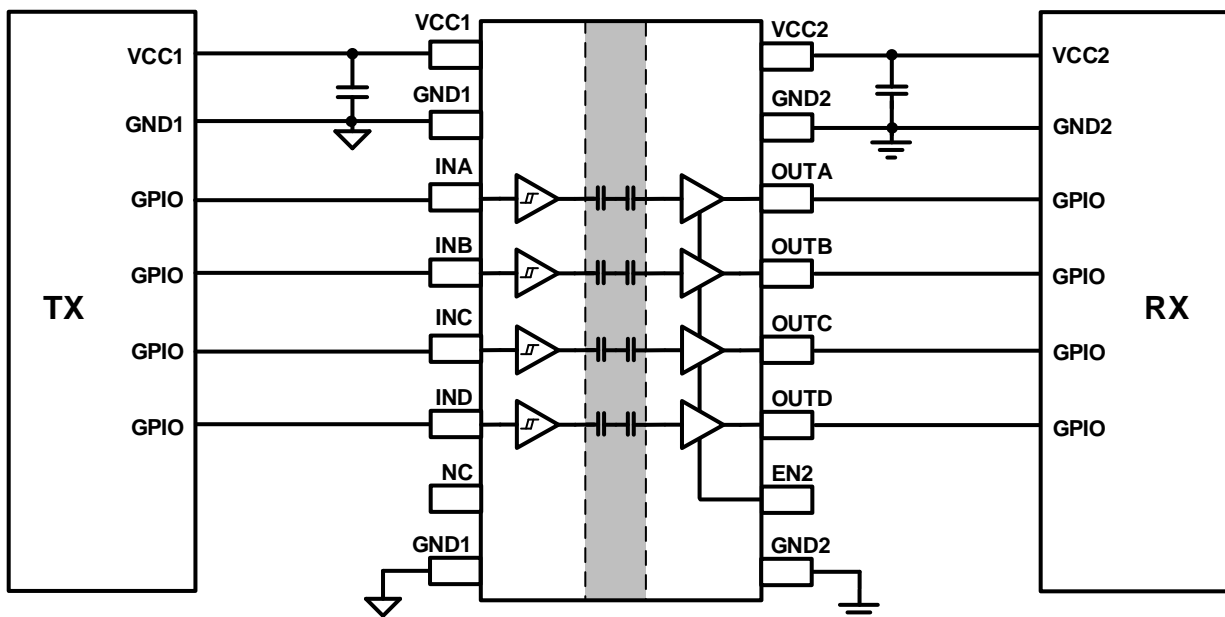 VCC1
VCC1
VCC2
VCC2
GND1
GND1
GND2
GND2
GPIO
INA
OUTA
GPIO
GPIO
INB
OUTB
GPIO
TX
RX
GPIO
INC
OUTC
GPIO
GPIO
IND
OUTD
GPIO
NC
EN2
GND1
GND2